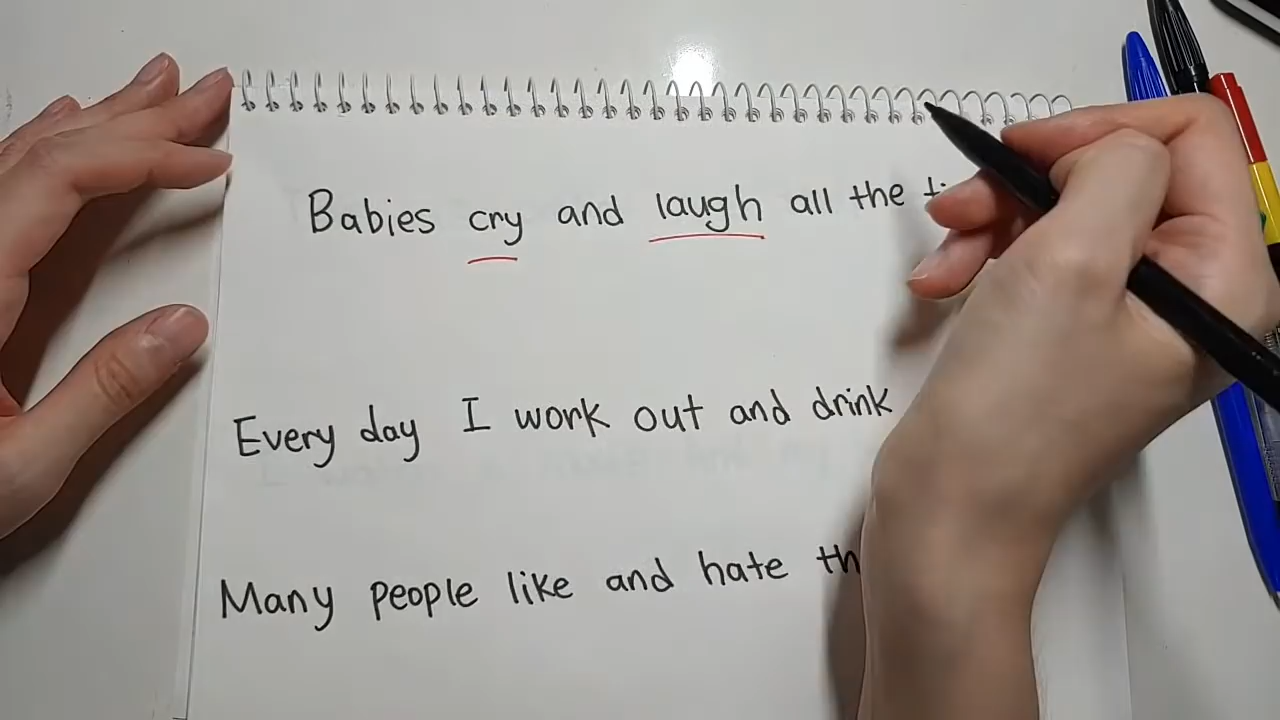 Babies cry and laugh all the
Every day I work out and drink
Many people like and hate